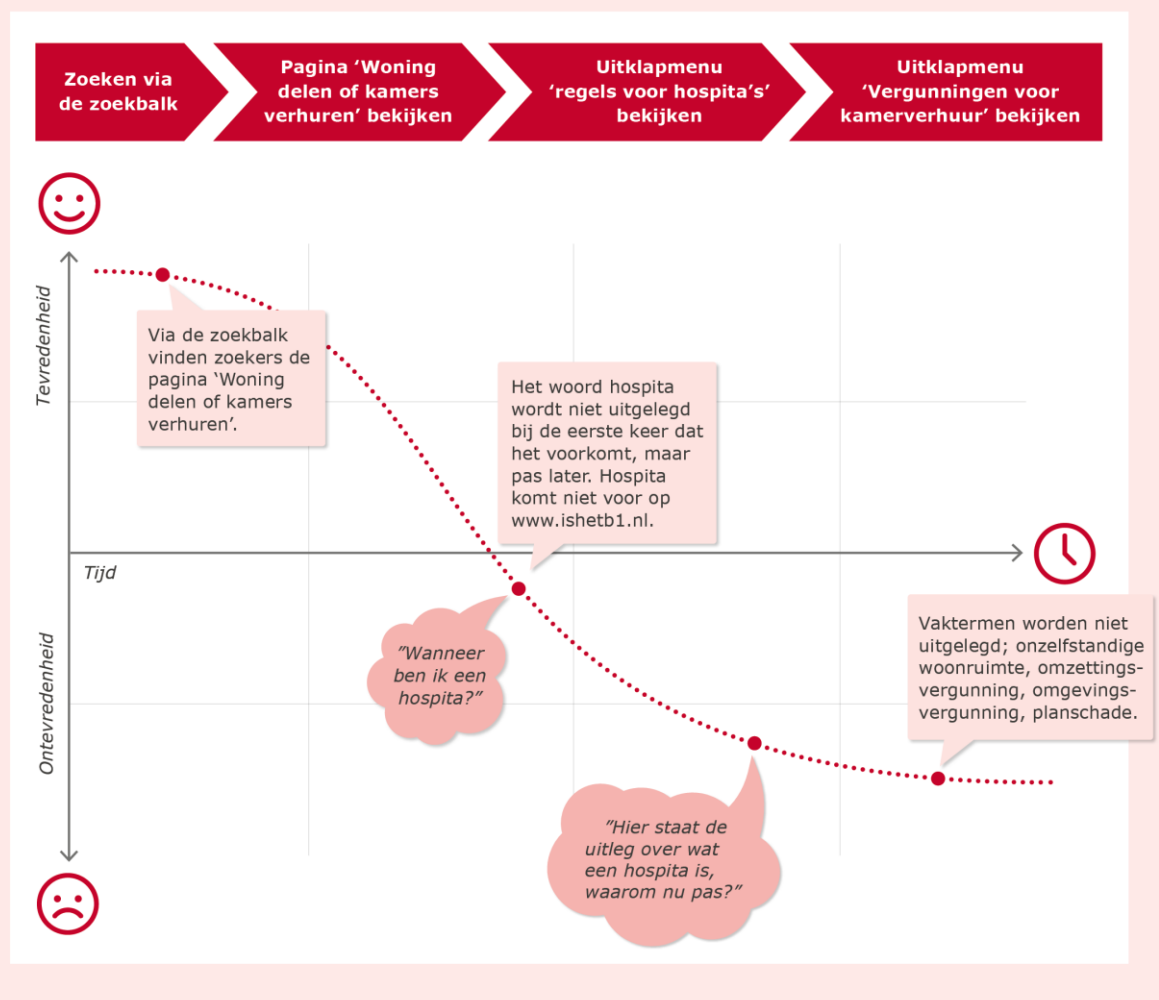 Zoeken via
de zoekbalk
Pagina ‘Woning
delen of kamers
verhuren’ bekijken
Uitklapmenu
‘regels voor hospita’s’
bekijken
Uitklapmenu
‘Vergunningen voor
kamerverhuur’ bekijken
Tevredenheid
Via de zoekbalk
vinden zoekers de
pagina ‘Woning
delen of kamers
verhuren’.
Het woord hospita
wordt niet uitgelegd
bij de eerste keer dat
het voorkomt, maar
pas later. Hospita
komt niet voor op
www.ishetb1.nl.
Tijd
Ontevredenheid
”Wanneer
ben ik een
hospita?”
Vaktermen worden niet
uitgelegd; onzelfstandige
woonruimte, omzettings-
vergunning, omgevings-
vergunning, planschade.
”Hier staat de
uitleg over wat
een hospita is,
waarom nu pas?”